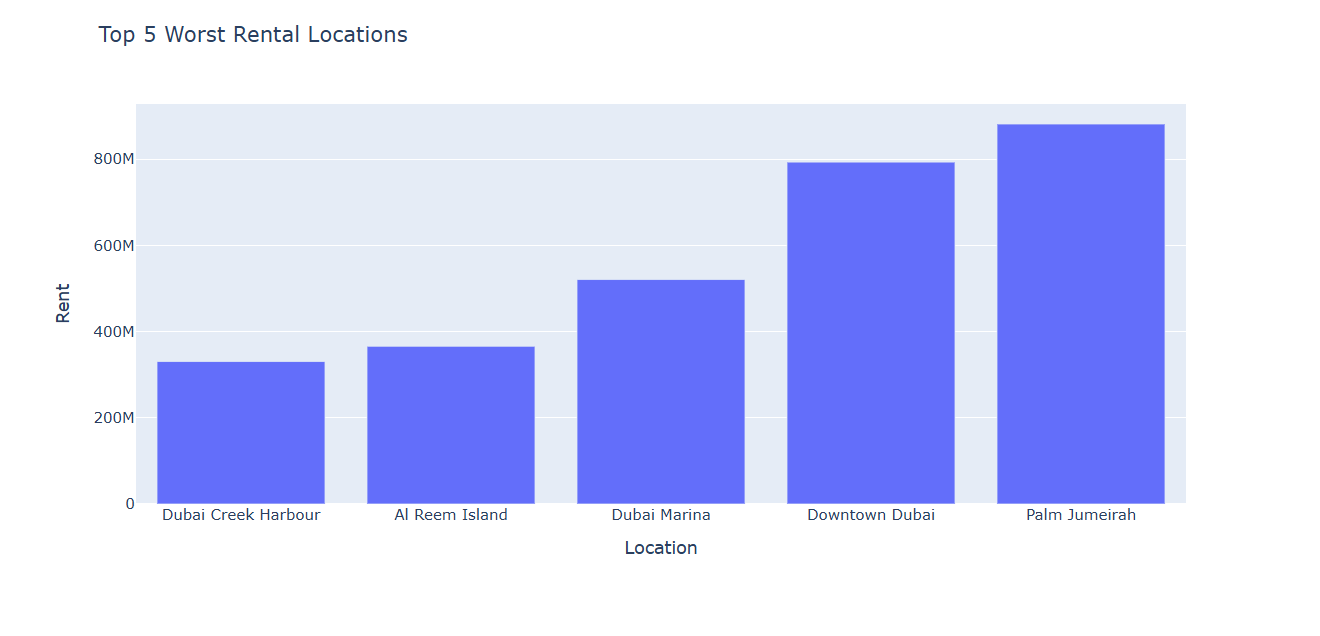 Top 5 Worst Rental Locations
Rent
800M
600M
400M
200M
0
Dubai Creek Harbour
Al Reem Island
Dubai Marina
Downtown Dubai
Palm Jumeirah
Location